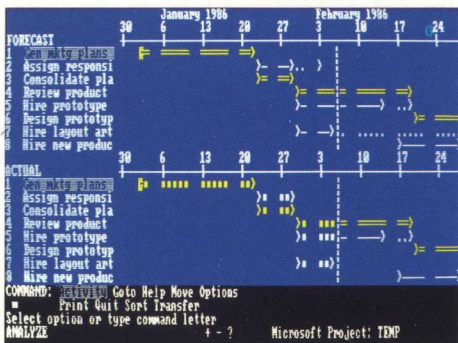 January 1986 February 1986
30 6 13 20 27 3 10 17 24
FORECAST
1 Gen mktg plans
2 Assign responsi
3 Consolidate pla
4 Review product
5 Hire prototype
6 Design prototyp
7 Hire layout art
8 Hire new produc
30 6 13 20 27 3 10 17 24
ACTUAL
1 Gen mktg plans
2 Assign responsi
3 Consolidate pla
4 Review product
5 Hire prototype
6 Design prototyp
7 Hire layout art
8 Hire new produc
COMMAND: Activity Goto Help Move Options
Print Quit Sort Transfer
Select option or type command letter
ANALYZE + - ? Microsoft Project: TEMP